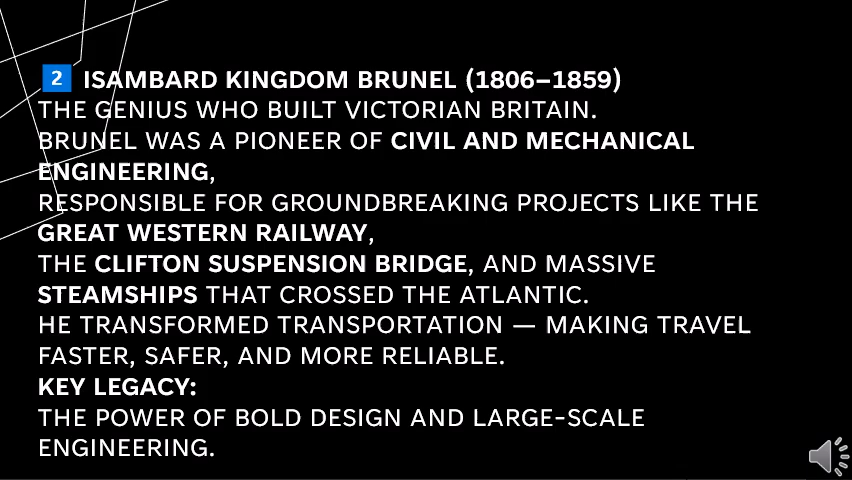 2 ISAMBARD KINGDOM BRUNEL (1806–1859)
THE GENIUS WHO BUILT VICTORIAN BRITAIN.
BRUNEL WAS A PIONEER OF CIVIL AND MECHANICAL
ENGINEERING,
RESPONSIBLE FOR GROUNDBREAKING PROJECTS LIKE THE
GREAT WESTERN RAILWAY,
THE CLIFTON SUSPENSION BRIDGE, AND MASSIVE
STEAMSHIPS THAT CROSSED THE ATLANTIC.
HE TRANSFORMED TRANSPORTATION — MAKING TRAVEL
FASTER, SAFER, AND MORE RELIABLE.
KEY LEGACY:
THE POWER OF BOLD DESIGN AND LARGE-SCALE
ENGINEERING.